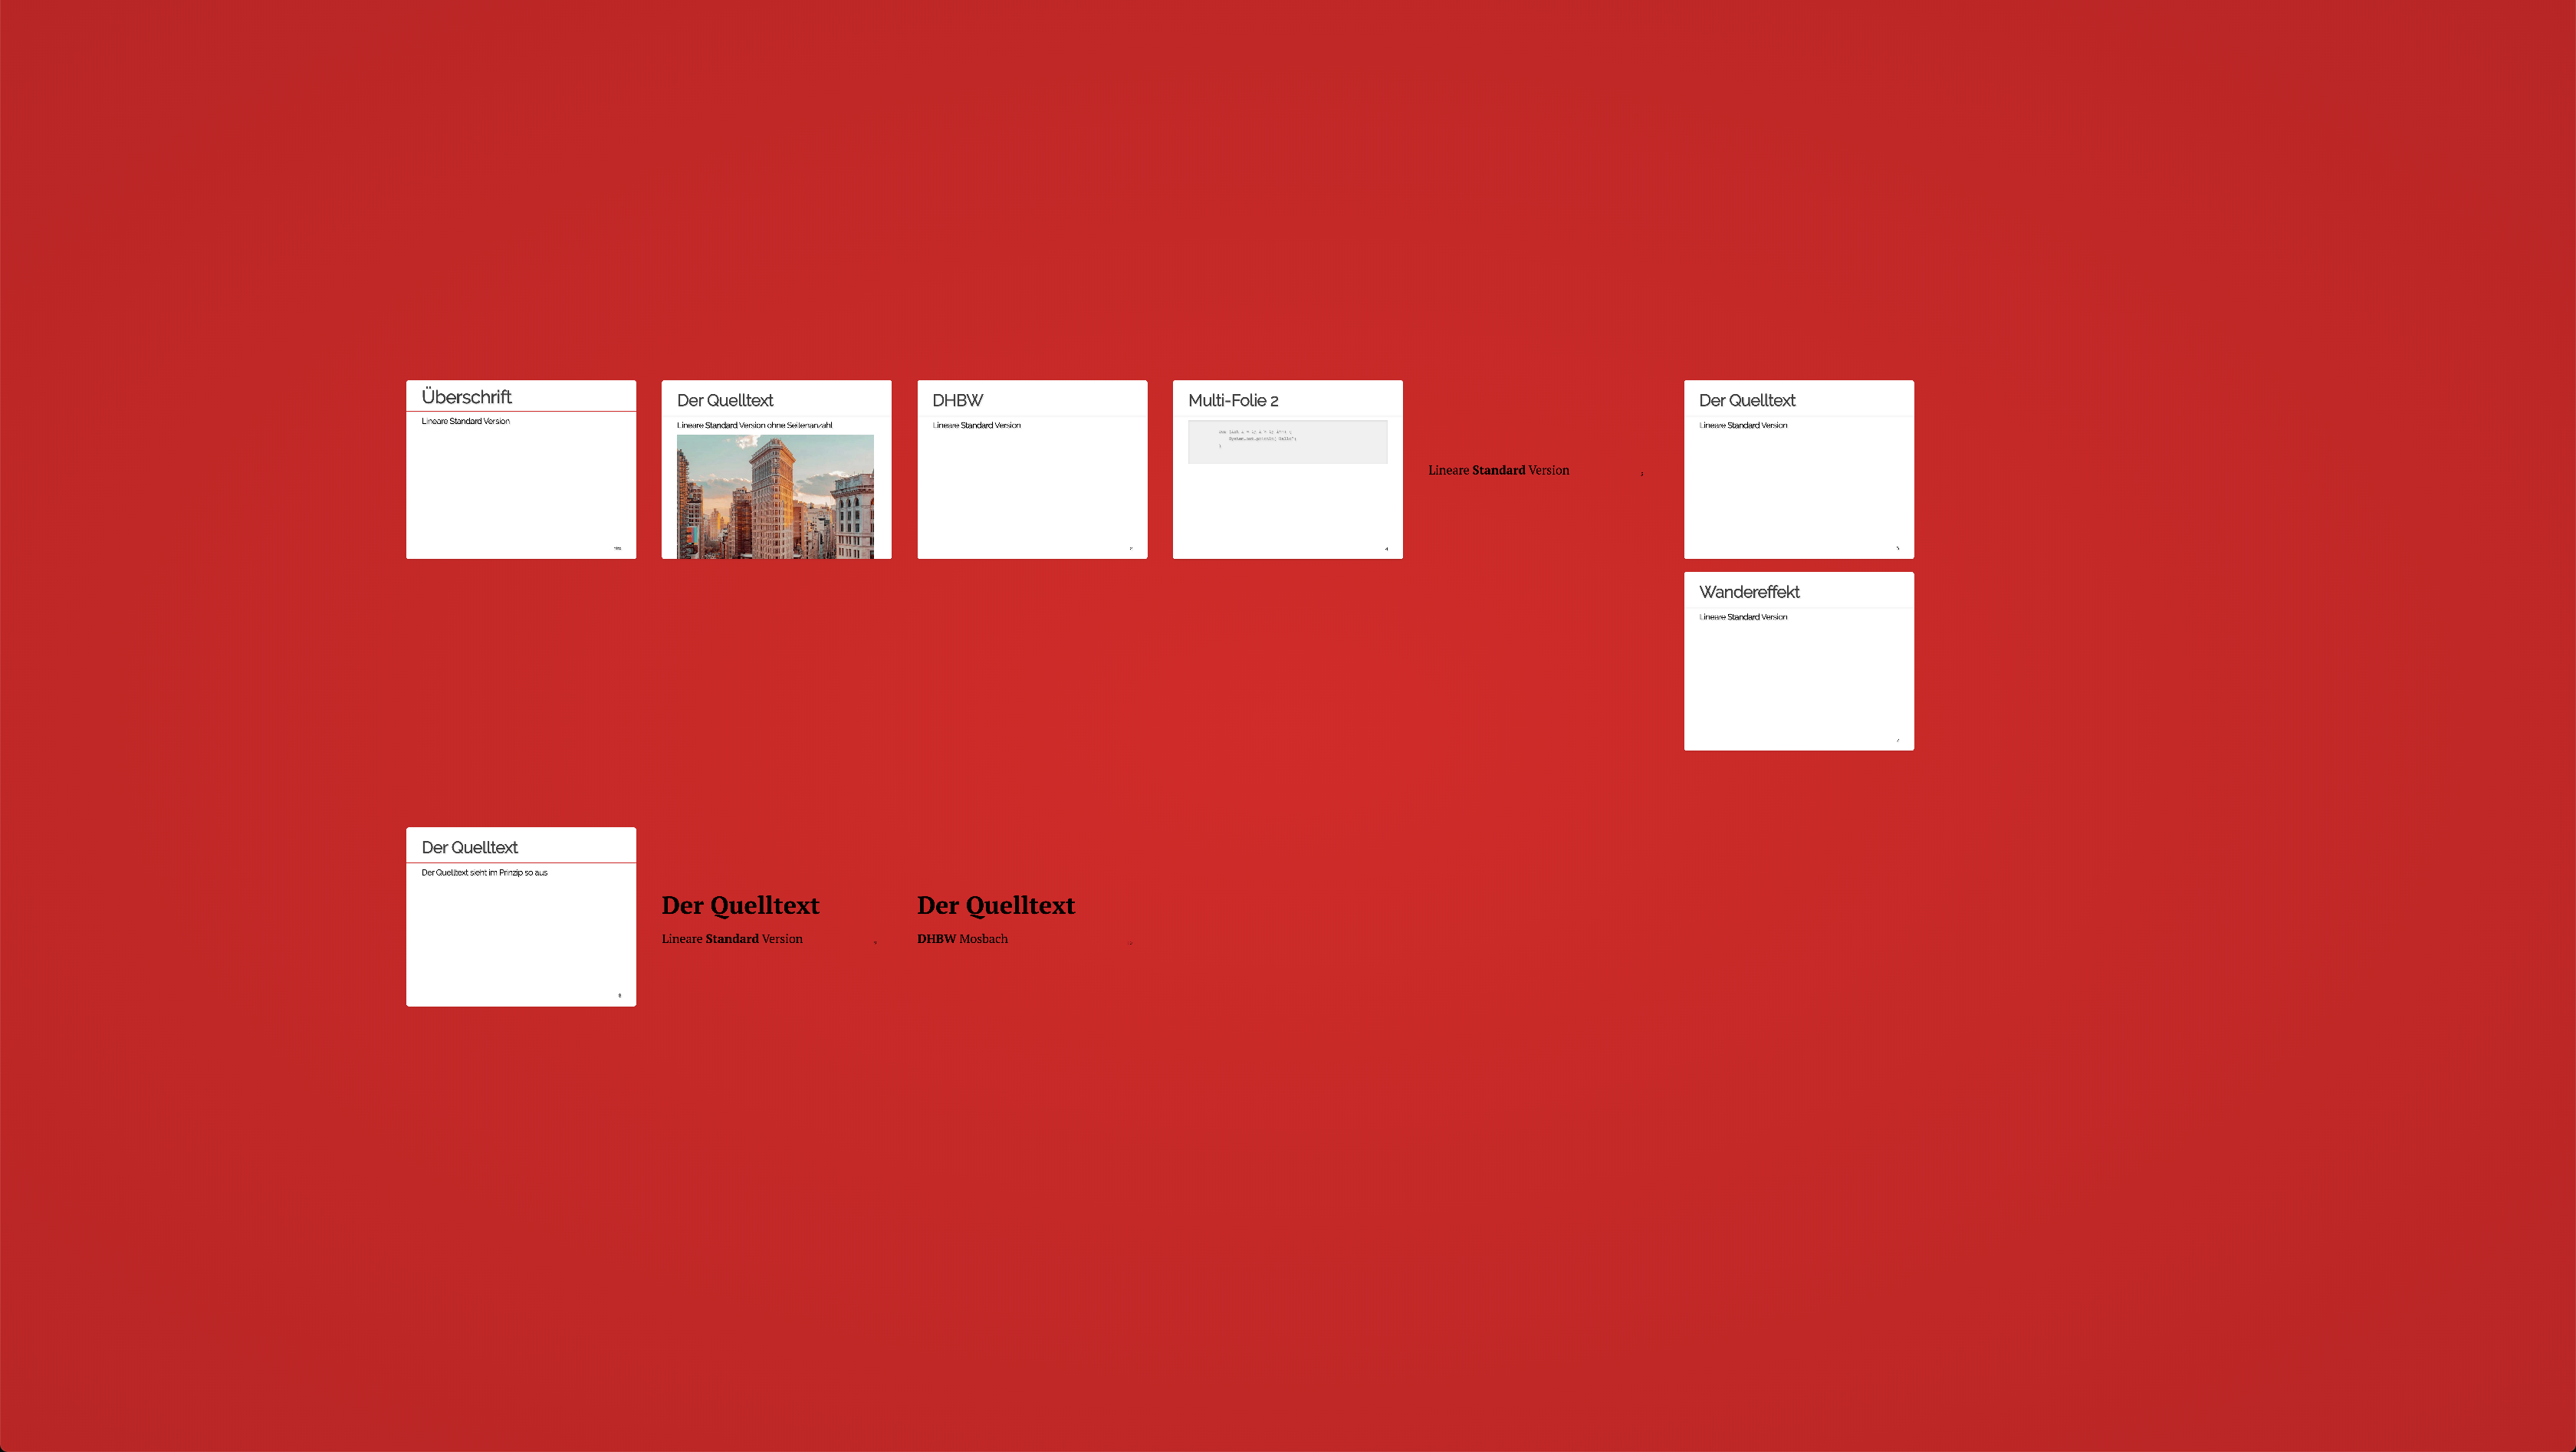 Überschrift
Lineare Standard Version
Der Quelltext
Lineare Standard Version ohne Seitenanzahl
DHBW
Lineare Standard Version
Multi-Folie 2
4
Lineare Standard Version
Der Quelltext
Lineare Standard Version
Wandereffekt
Lineare Standard Version
Der Quelltext
Der Quelltext sieht im Prinzip so aus
Der Quelltext
Lineare Standard Version
Der Quelltext
DHBW Mosbach